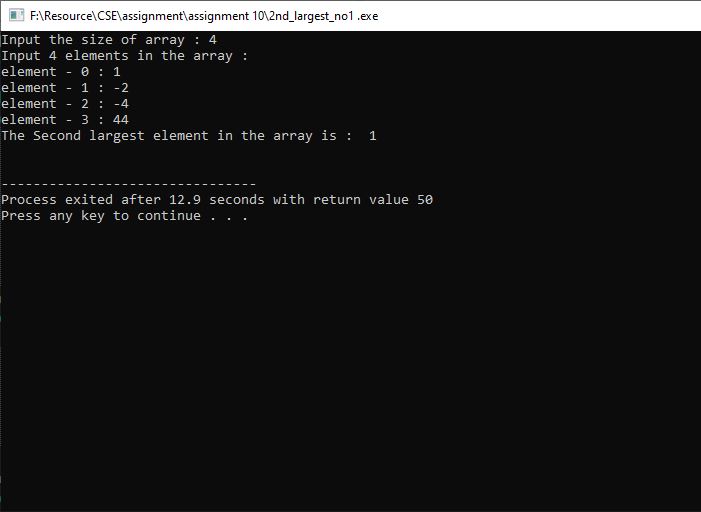 F:\Resource\CSE\assignment\assignment 10\2nd_largest_no1 .exe
Input the size of array : 4
Input 4 elements in the array :
element - 0 : 1
element - 1 : -2
element - 2 : -4
element - 3 : 44
The Second largest element in the array is :  1
--------------------------------
Process exited after 12.9 seconds with return value 50
Press any key to continue . . .